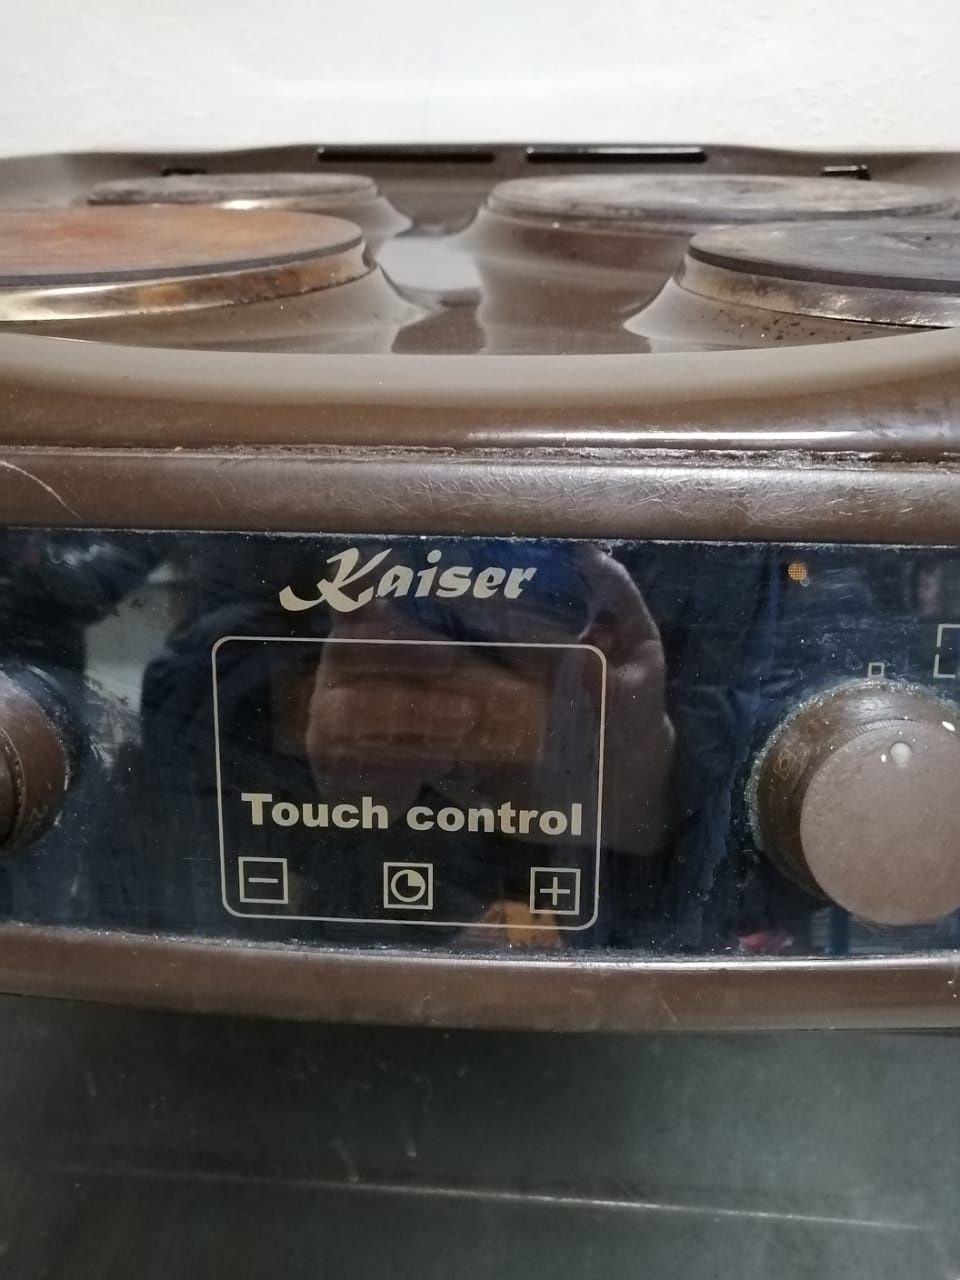 Kaiser
Touch control